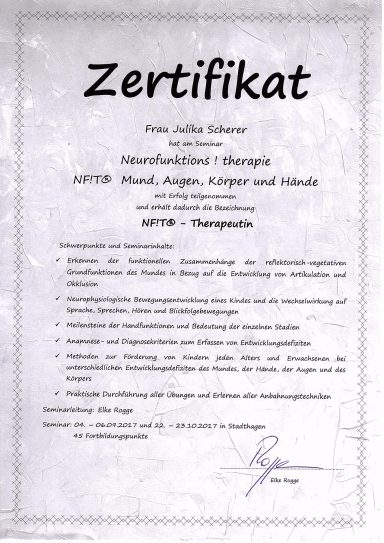 Zertifikat
Frau Julika Scherer
hat am Seminar
Neurofunktions ! therapie
NF!T® Mund, Augen, Körper und Hände
mit Erfolg teilgenommen
und erhält dadurch die Bezeichnung
NF!T® - Therapeutin
Schwerpunkte und Seminarinhalte:
✓ Erkennen der funktionellen Zusammenhänge der reflektorisch-vegetativen
Grundfunktionen des Mundes in Bezug auf die Entwicklung von Artikulation und
Okklusion
✓ Neurophysiologische Bewegungsentwicklung eines Kindes und die Wechselwirkung auf
Sprache, Sprechen, Hören und Blickfolgebewegungen
✓ Meilensteine der Handfunktionen und Bedeutung der einzelnen Stadien
✓ Anamnese- und Diagnosekriterien zum Erfassen von Entwicklungsdefiziten
✓ Methoden zur Förderung von Kindern jeden Alters und Erwachsenen bei
unterschiedlichen Entwicklungsdefiziten des Mundes, der Hände, der Augen und des
Körpers
✓ Praktische Durchführung aller Übungen und Erlernen aller Anbahnungstechniken
Seminarleitung: Elke Rogge
Seminar: 04. – 06.09.2017 und 22. – 23.10.2017 in Stadthagen
45 Fortbildungspunkte
Rogge
Elke Rogge